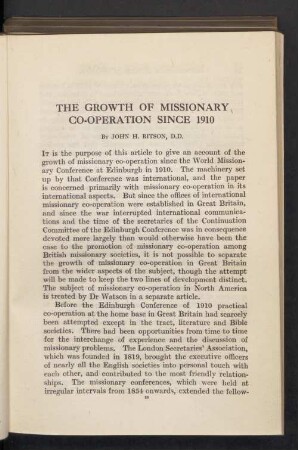 THE GROWTH OF MISSIONARY
CO-OPERATION SINCE 1910
BY JOHN H. RITSON, D.D.
IT is the purpose of this article to give an account of the
growth of missionary co-operation since the World Mission-
ary Conference at Edinburgh in 1910. The machinery set
up by that Conference was international, and the paper
is concerned primarily with missionary co-operation in its
international aspects. But since the offices of international
missionary co-operation were established in Great Britain,
and since the war interrupted international communica-
tions and the time of the secretaries of the Continuation
Committee of the Edinburgh Conference was in consequence
devoted more largely than would otherwise have been the
case to the promotion of missionary co-operation among
British missionary societies, it is not possible to separate
the growth of missionary co-operation in Great Britain
from the wider aspects of the subject, though the attempt
will be made to keep the two lines of development distinct.
The subject of missionary co-operation in North America
is treated by Dr Watson in a separate article.
Before the Edinburgh Conference of 1910 practical
co-operation at the home base in Great Britain had scarcely
been attempted except in the tract, literature and Bible
societies. There had been opportunities from time to time
for the interchange of experience and the discussion of
missionary problems. The London Secretaries' Association,
which was founded in 1819, brought the executive officers
of nearly all the English societies into personal touch with
each other, and contributed to the most friendly relation-
ships. The missionary conferences, which were held at
irregular intervals from 1854 onwards, extended the fellow-